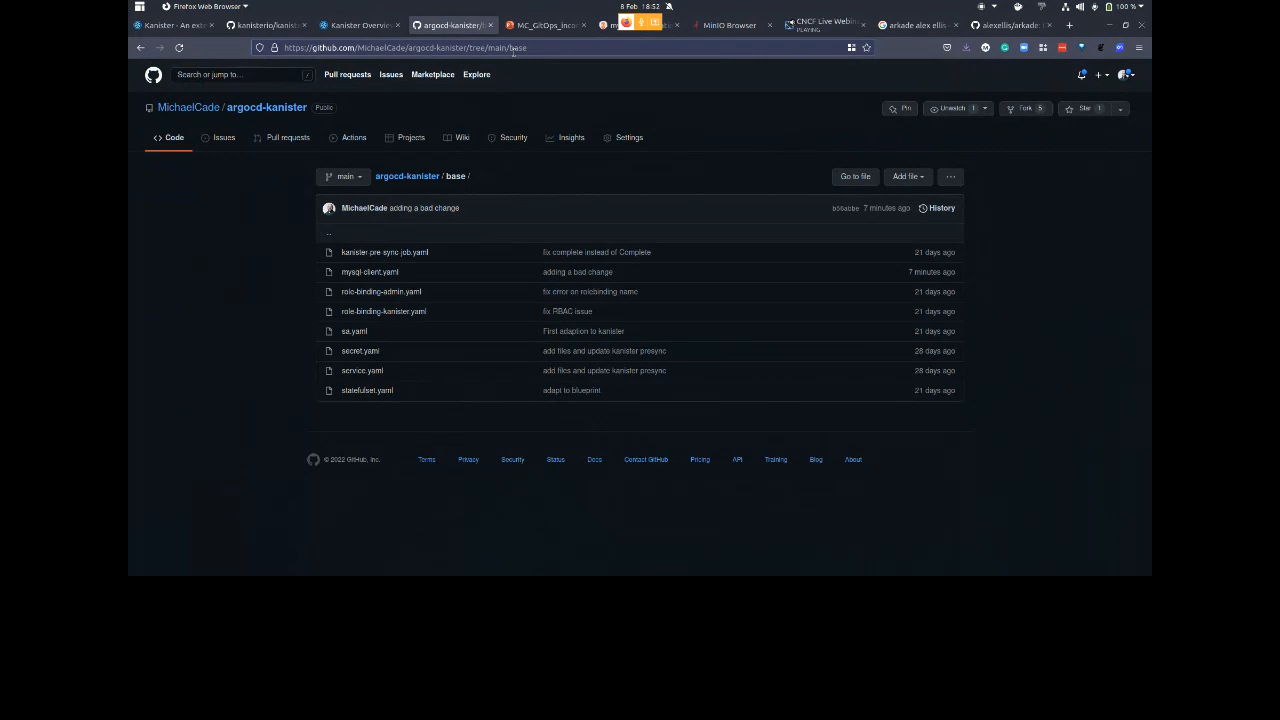 Firefox Web Browser
8 Feb 18:52
100 %
Kanister - An ext
kanisterio/kanist
Kanister Overview
argocd-kanister/b
MC_GitOps_Incor
MinIO Browser
CNCF Live Webin
PLAYING
arkade alex ellis
alexellis/arkade:
https://github.com/MichaelCade/argocd-kanister/tree/main/base
Search or jump to…
/
Pull requests
Issues
Marketplace
Explore
MichaelCade / argocd-kanister
Public
Pin
Unwatch 1
Fork 5
Star 1
Code
Issues
Pull requests
Actions
Projects
Wiki
Security
Insights
Settings
main
argocd-kanister / base /
Go to file
Add file
...
MichaelCade adding a bad change
b56abbe 7 minutes ago
History
..
kanister-pre-sync-job.yaml fix complete instead of Complete 21 days ago
mysql-client.yaml adding a bad change 7 minutes ago
role-binding-admin.yaml fix error on rolebinding name 21 days ago
role-binding-kanister.yaml fix RBAC issue 21 days ago
sa.yaml First adaption to kanister 21 days ago
secret.yaml add files and update kanister presync 28 days ago
service.yaml add files and update kanister presync 28 days ago
statefulset.yaml adapt to blueprint 21 days ago
© 2022 GitHub, Inc.
Terms
Privacy
Security
Status
Docs
Contact GitHub
Pricing
API
Training
Blog
About